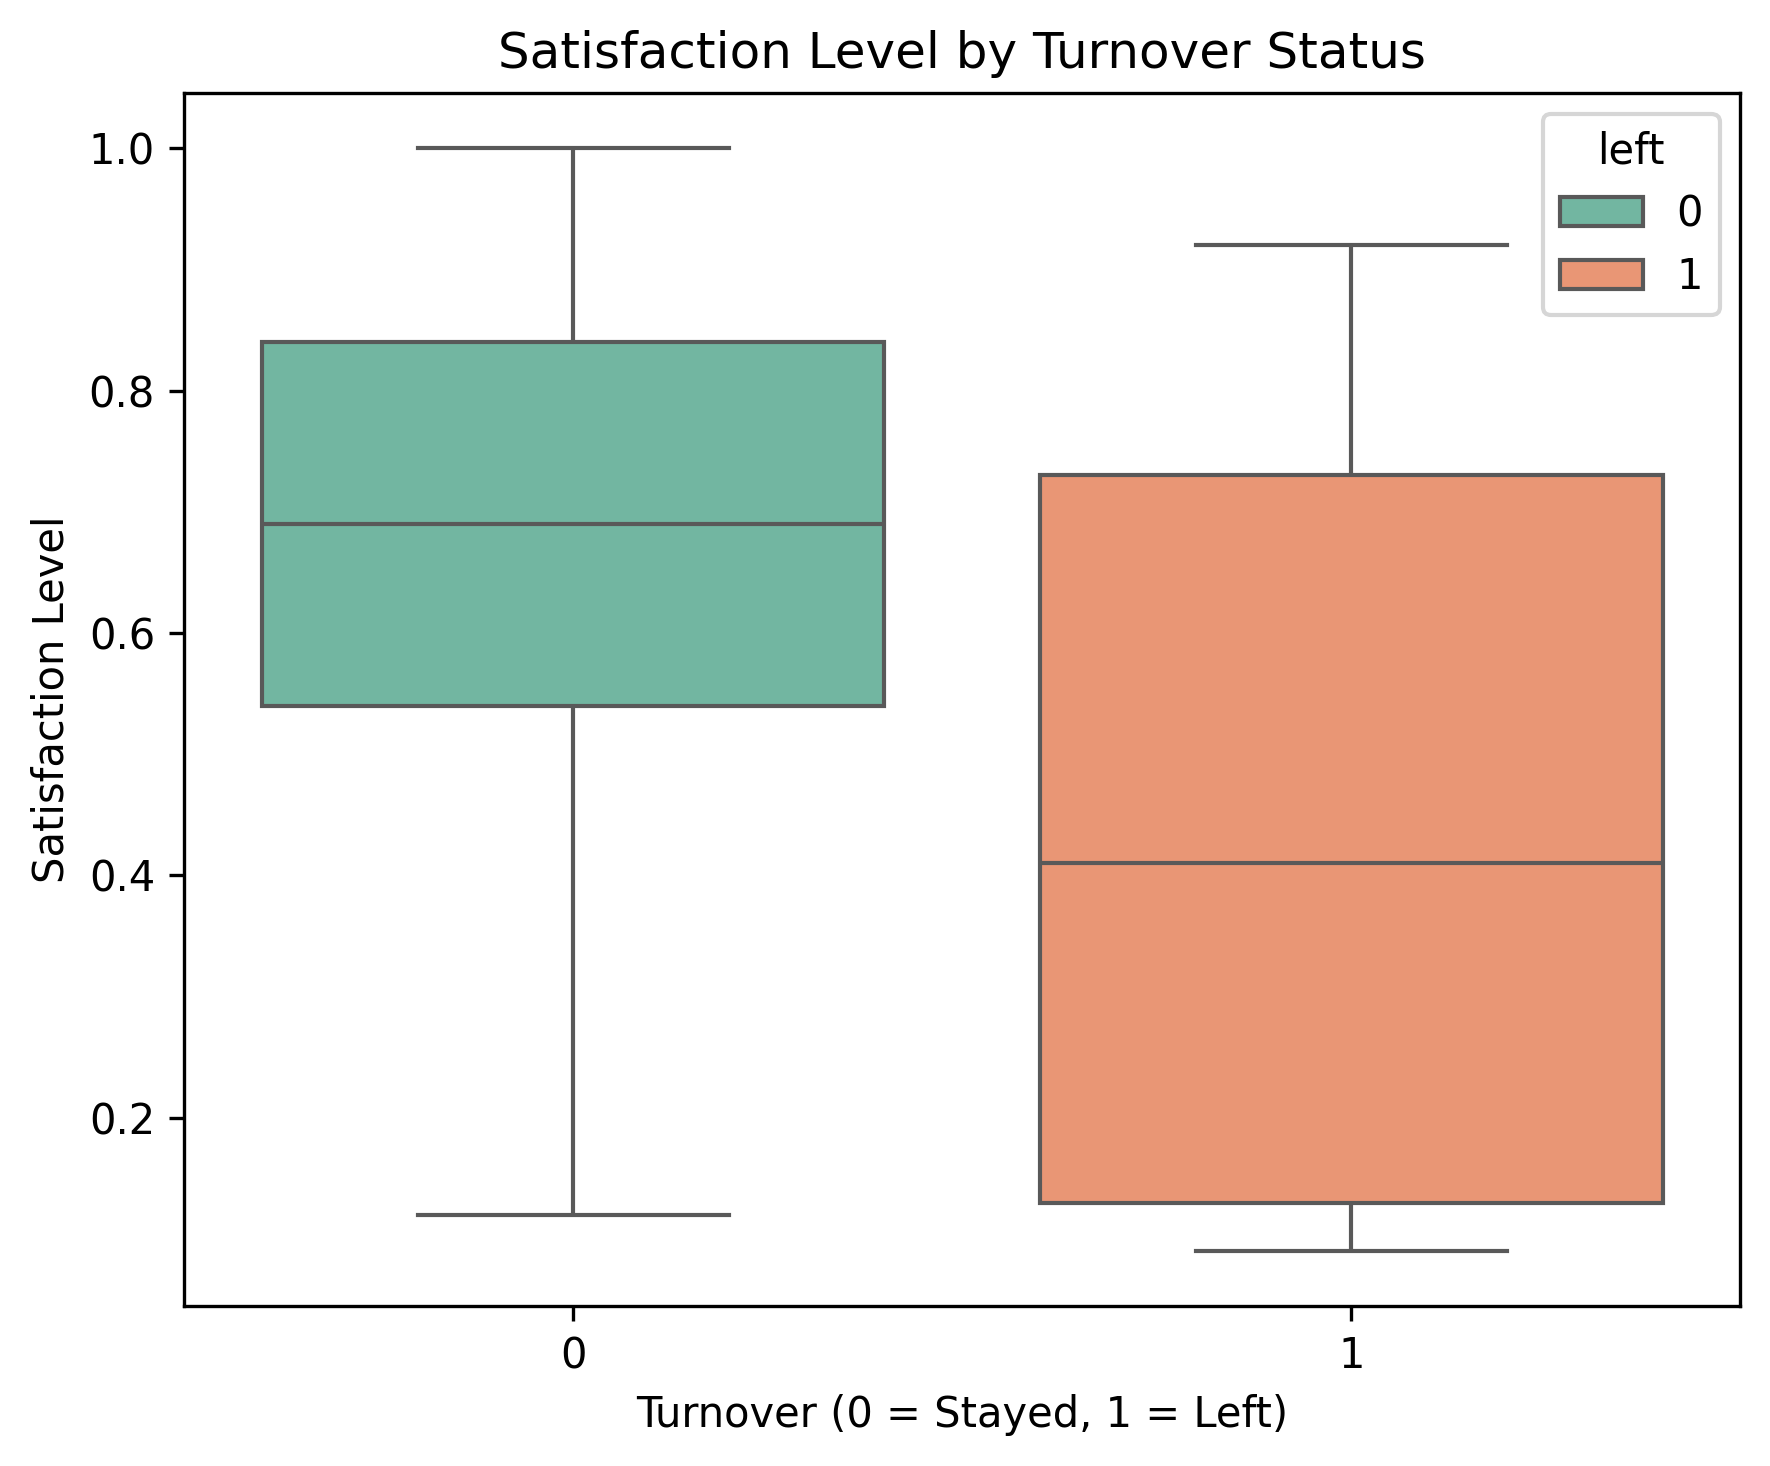 Satisfaction Level by Turnover Status
left
0
1
1.0
0.8
0.6
0.4
0.2
Satisfaction Level
0
1
Turnover (0 = Stayed, 1 = Left)